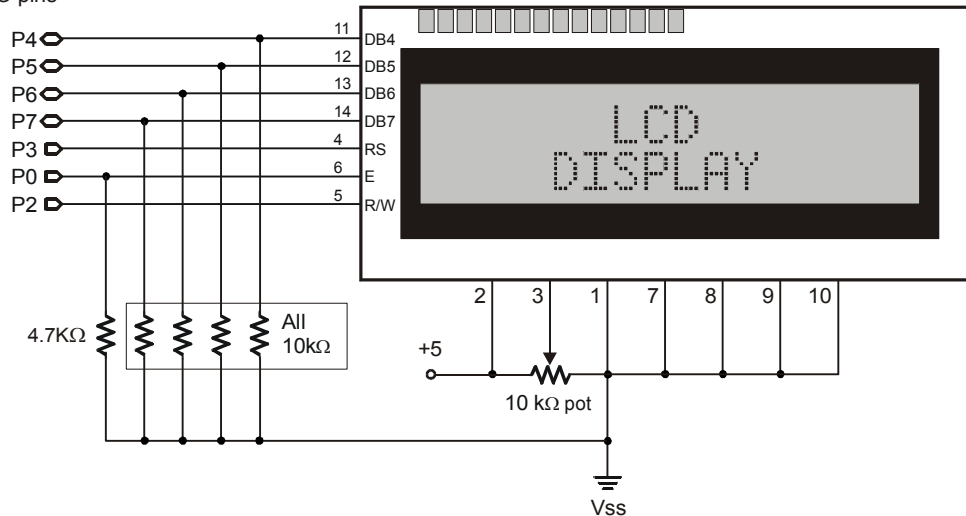 pins
P4
P5
P6
P7
P3
P0
P2
11
12
13
14
4
6
5
DB4
DB5
DB6
DB7
RS
E
R/W
LCD
DISPLAY
2 3 1 7 8 9 10
4.7KΩ
All
10kΩ
+5
10 kΩ pot
Vss